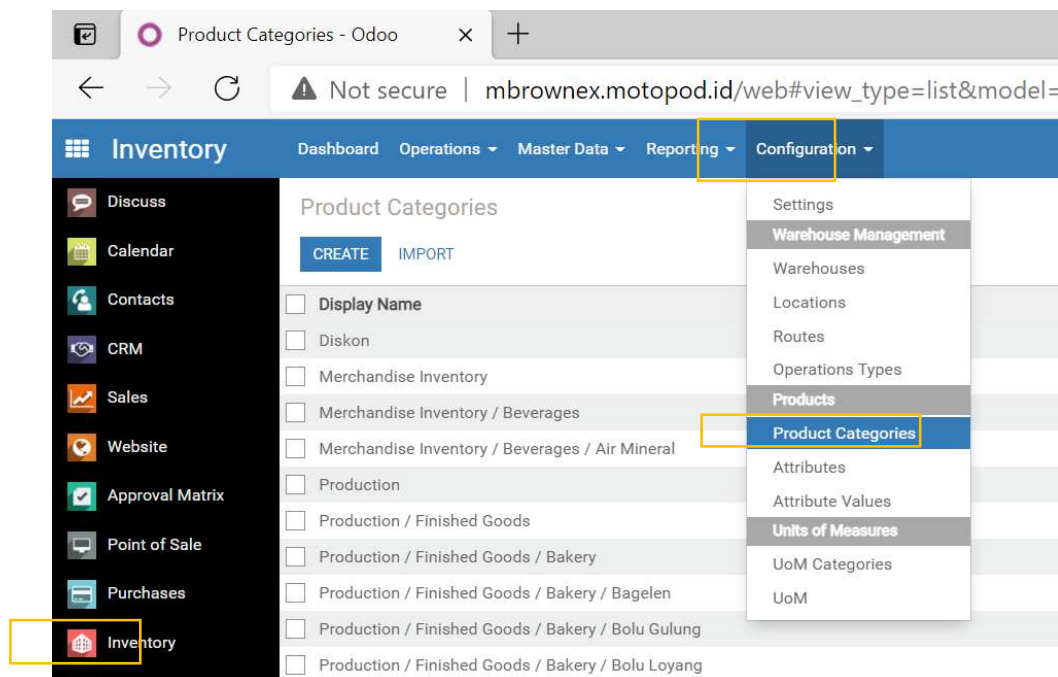 Product Categories - Odoo
Not secure | mbrownex.motopod.id/web#view_type=list&model=
Inventory Dashboard Operations Master Data Reporting Configuration
Discuss
Calendar
Contacts
CRM
Sales
Website
Approval Matrix
Point of Sale
Purchases
Inventory
Product Categories
CREATE IMPORT
Display Name
Diskon
Merchandise Inventory
Merchandise Inventory / Beverages
Merchandise Inventory / Beverages / Air Mineral
Production
Production / Finished Goods
Production / Finished Goods / Bakery
Production / Finished Goods / Bakery / Bagelen
Production / Finished Goods / Bakery / Bolu Gulung
Production / Finished Goods / Bakery / Bolu Loyang
Settings
Warehouse Management
Warehouses
Locations
Routes
Operations Types
Products
Product Categories
Attributes
Attribute Values
Units of Measures
UoM Categories
UoM